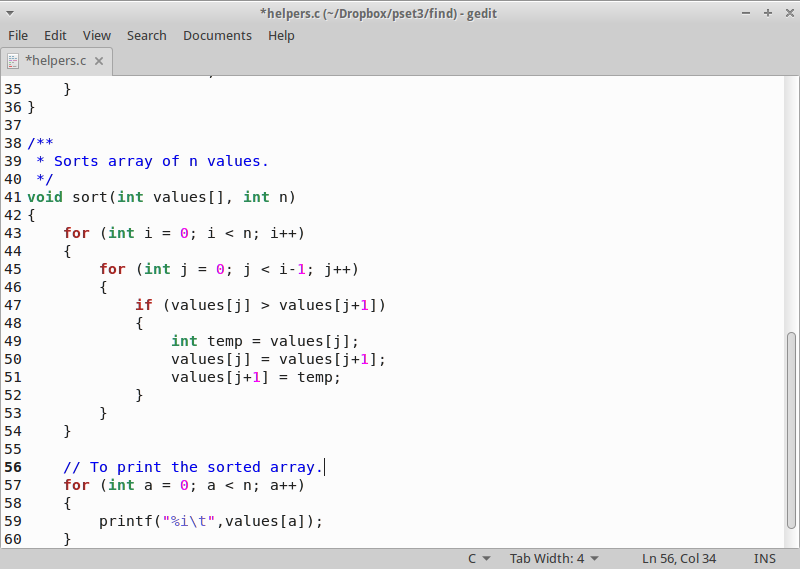 *helpers.c (~/Dropbox/pset3/find) - gedit
File Edit View Search Documents Help
*helpers.c
35     }
36 }
37
38 /**
39  * Sorts array of n values.
40  */
41 void sort(int values[], int n)
42 {
43     for (int i = 0; i < n; i++)
44     {
45         for (int j = 0; j < i-1; j++)
46         {
47             if (values[j] > values[j+1])
48             {
49                 int temp = values[j];
50                 values[j] = values[j+1];
51                 values[j+1] = temp;
52             }
53         }
54     }
55
56     // To print the sorted array.
57     for (int a = 0; a < n; a++)
58     {
59         printf("%i\t",values[a]);
60     }
C Tab Width: 4 Ln 56, Col 34 INS